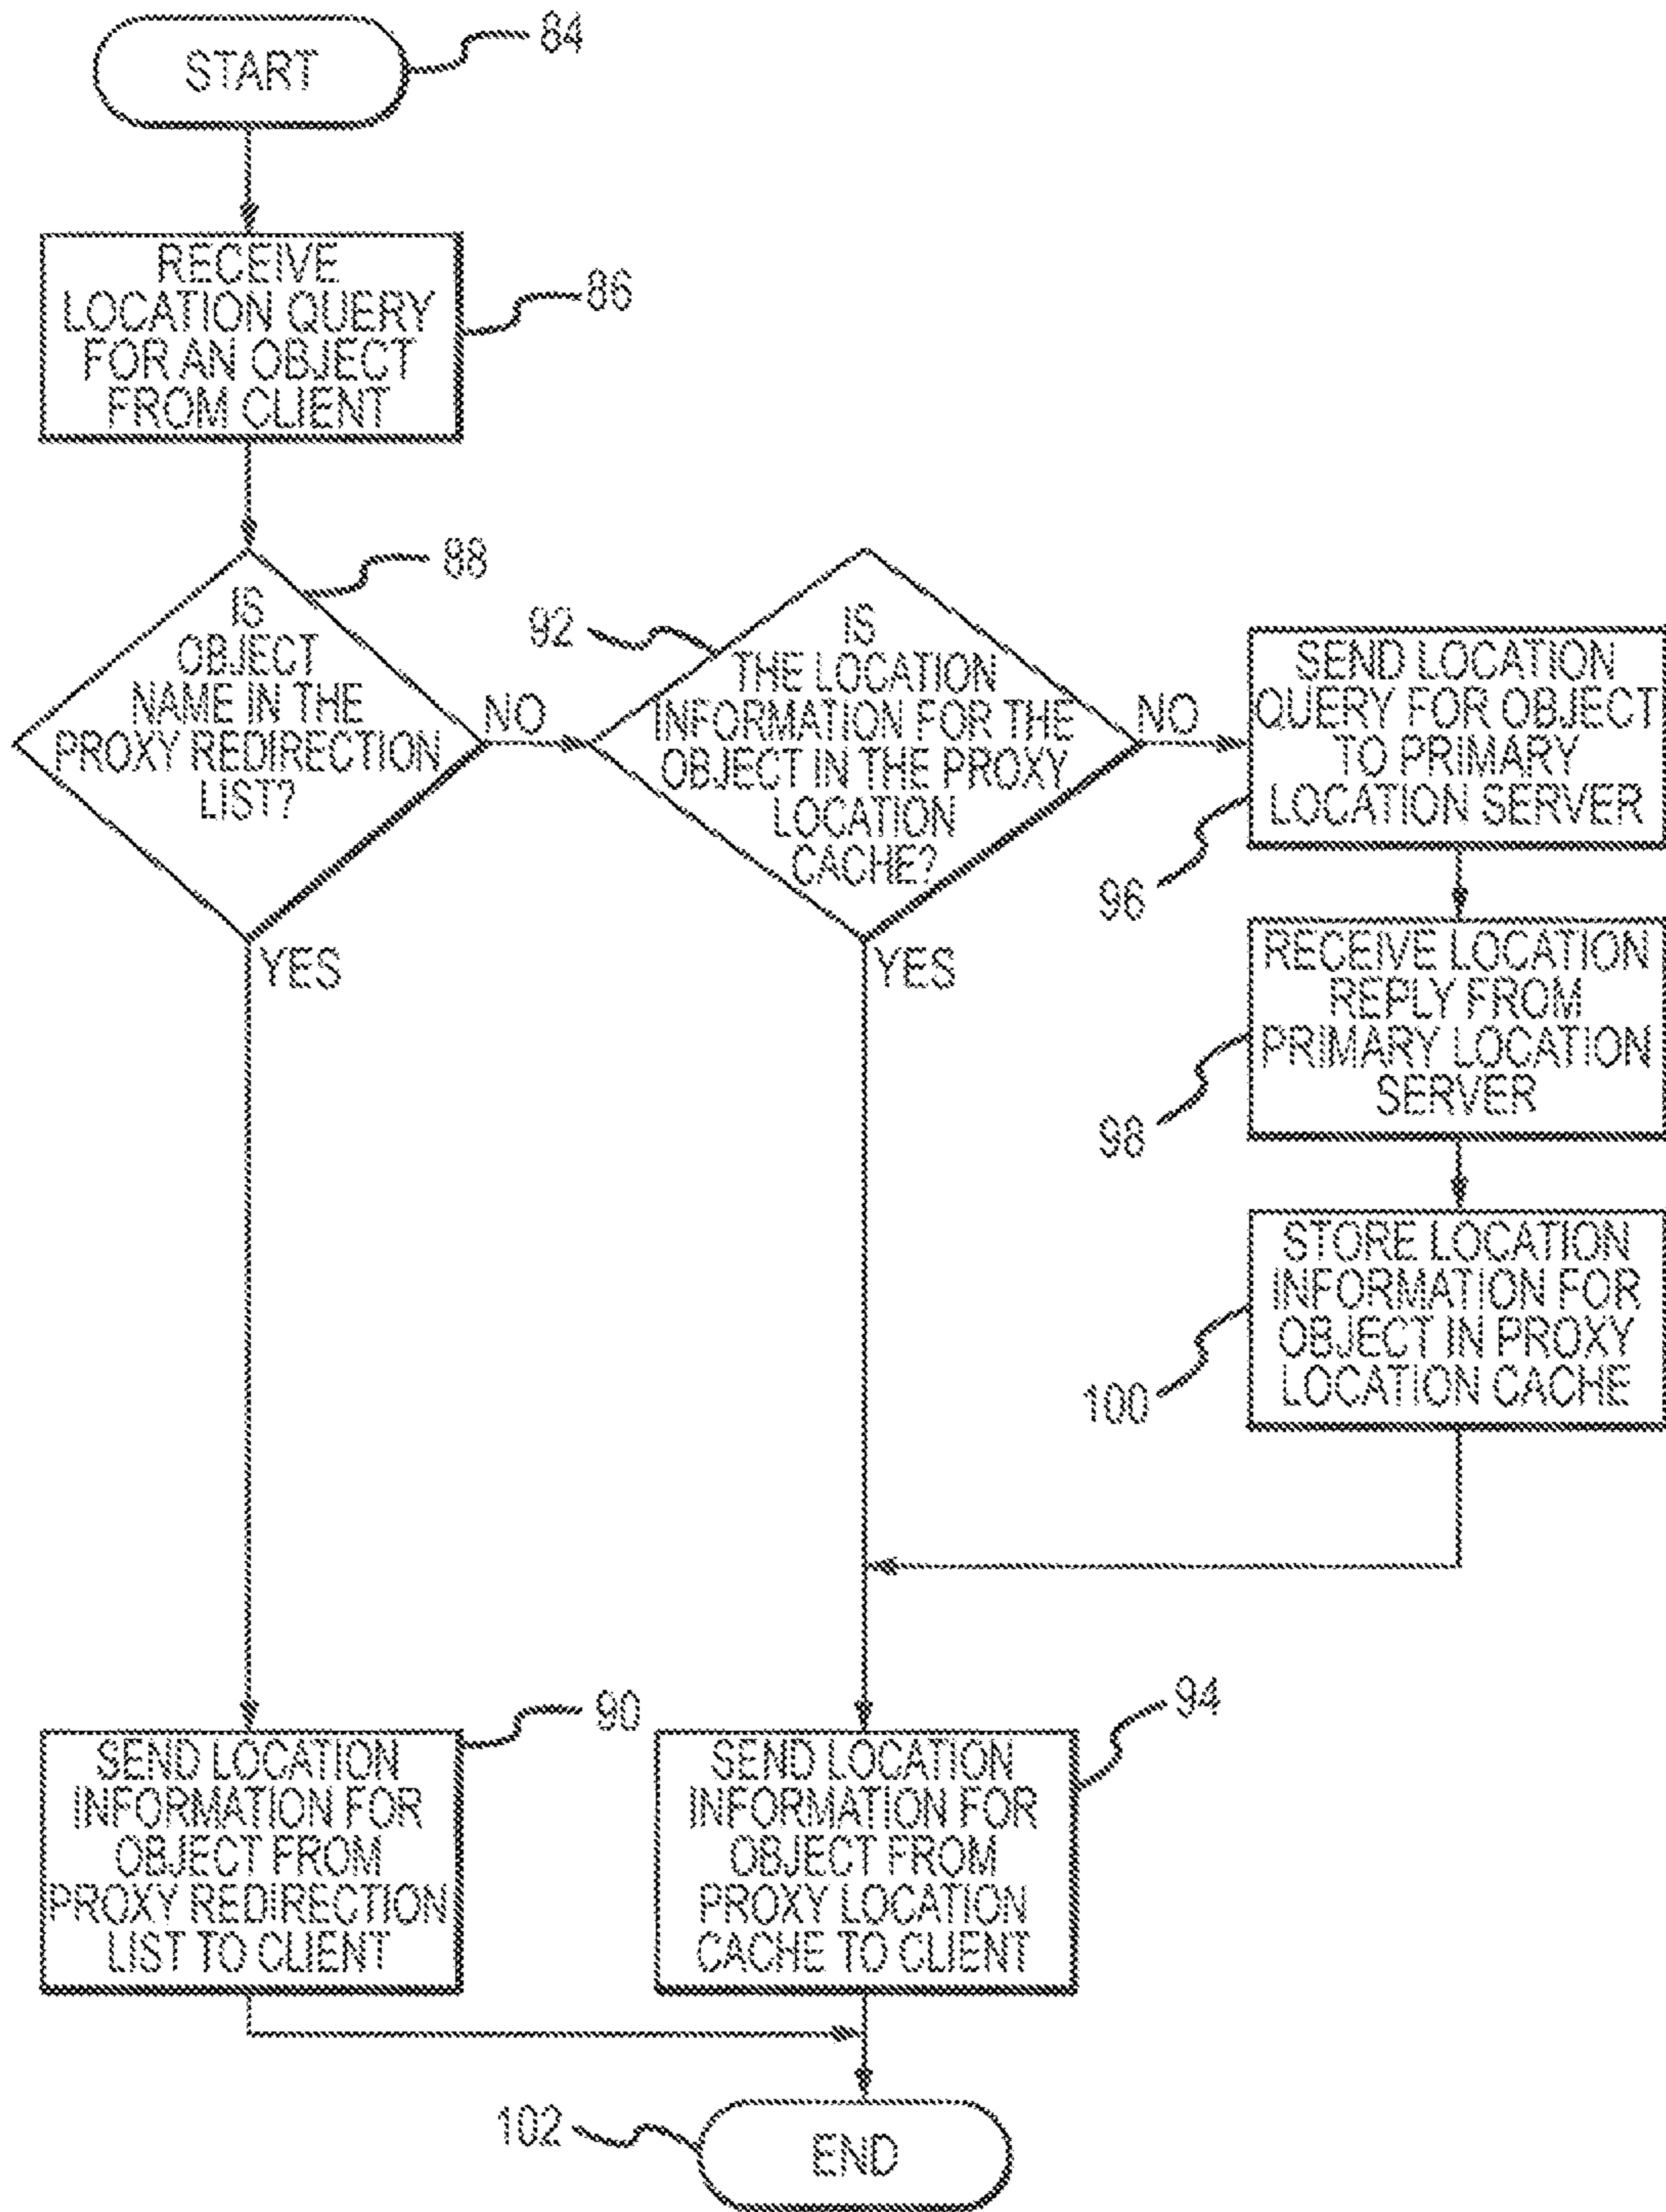 START
84
RECEIVE
LOCATION QUERY
FOR AN OBJECT
FROM CLIENT
86
IS
OBJECT
NAME IN THE
PROXY REDIRECTION
LIST?
88
NO
YES
92
IS
THE LOCATION
INFORMATION FOR THE
OBJECT IN THE PROXY
LOCATION
CACHE?
NO
YES
SEND LOCATION
QUERY FOR OBJECT
TO PRIMARY
LOCATION SERVER
96
RECEIVE LOCATION
REPLY FROM
PRIMARY LOCATION
SERVER
98
STORE LOCATION
INFORMATION FOR
OBJECT IN PROXY
LOCATION CACHE
100
SEND LOCATION
INFORMATION FOR
OBJECT FROM
PROXY REDIRECTION
LIST TO CLIENT
90
SEND LOCATION
INFORMATION FOR
OBJECT FROM
PROXY LOCATION
CACHE TO CLIENT
94
102
END